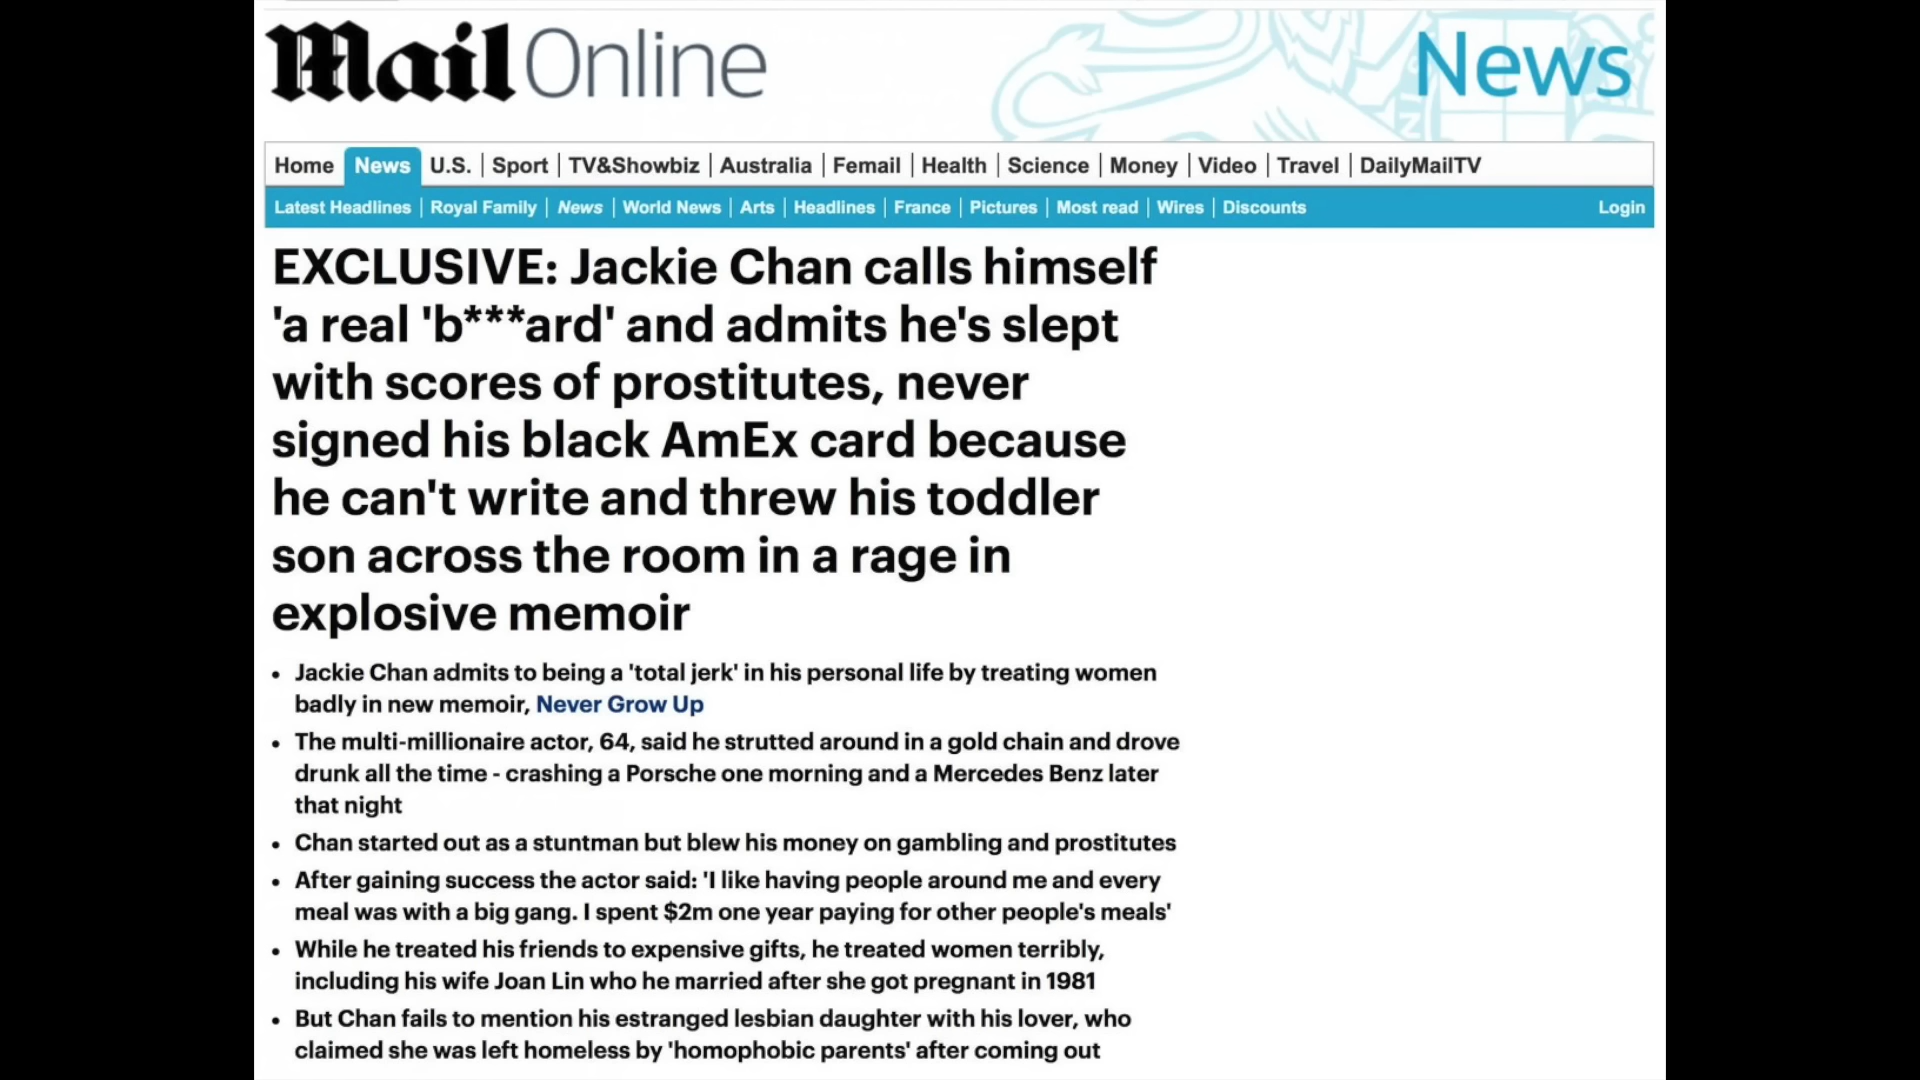 Mail Online
News
Home News U.S. Sport TV&Showbiz Australia Femail Health Science Money Video Travel DailyMailTV
Latest Headlines Royal Family News World News Arts Headlines France Pictures Most read Wires Discounts Login
EXCLUSIVE: Jackie Chan calls himself
'a real 'b***ard' and admits he's slept
with scores of prostitutes, never
signed his black AmEx card because
he can't write and threw his toddler
son across the room in a rage in
explosive memoir
• Jackie Chan admits to being a 'total jerk' in his personal life by treating women
badly in new memoir, Never Grow Up
• The multi-millionaire actor, 64, said he strutted around in a gold chain and drove
drunk all the time - crashing a Porsche one morning and a Mercedes Benz later
that night
• Chan started out as a stuntman but blew his money on gambling and prostitutes
• After gaining success the actor said: 'I like having people around me and every
meal was with a big gang. I spent $2m one year paying for other people's meals'
• While he treated his friends to expensive gifts, he treated women terribly,
including his wife Joan Lin who he married after she got pregnant in 1981
• But Chan fails to mention his estranged lesbian daughter with his lover, who
claimed she was left homeless by 'homophobic parents' after coming out